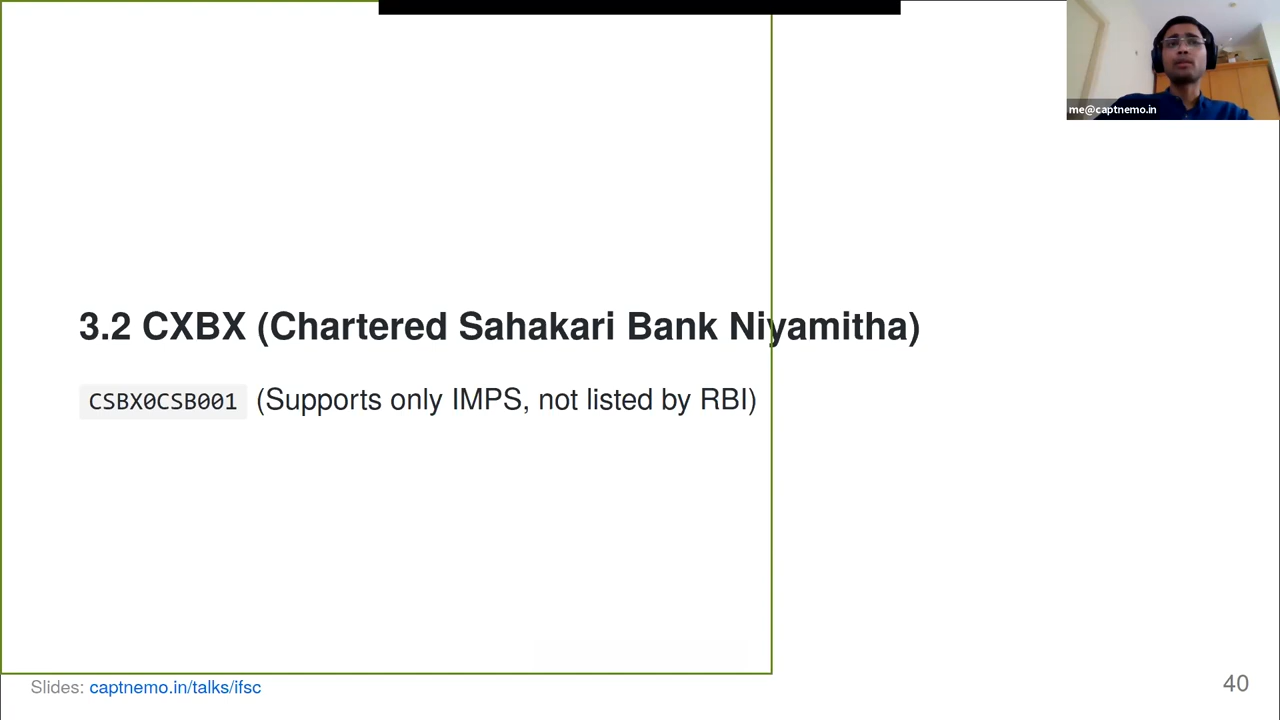 me@captnemo.in
3.2 CXBX (Chartered Sahakari Bank Niyamitha)
CSBX0CSB001 (Supports only IMPS, not listed by RBI)
Slides: captnemo.in/talks/ifsc
40